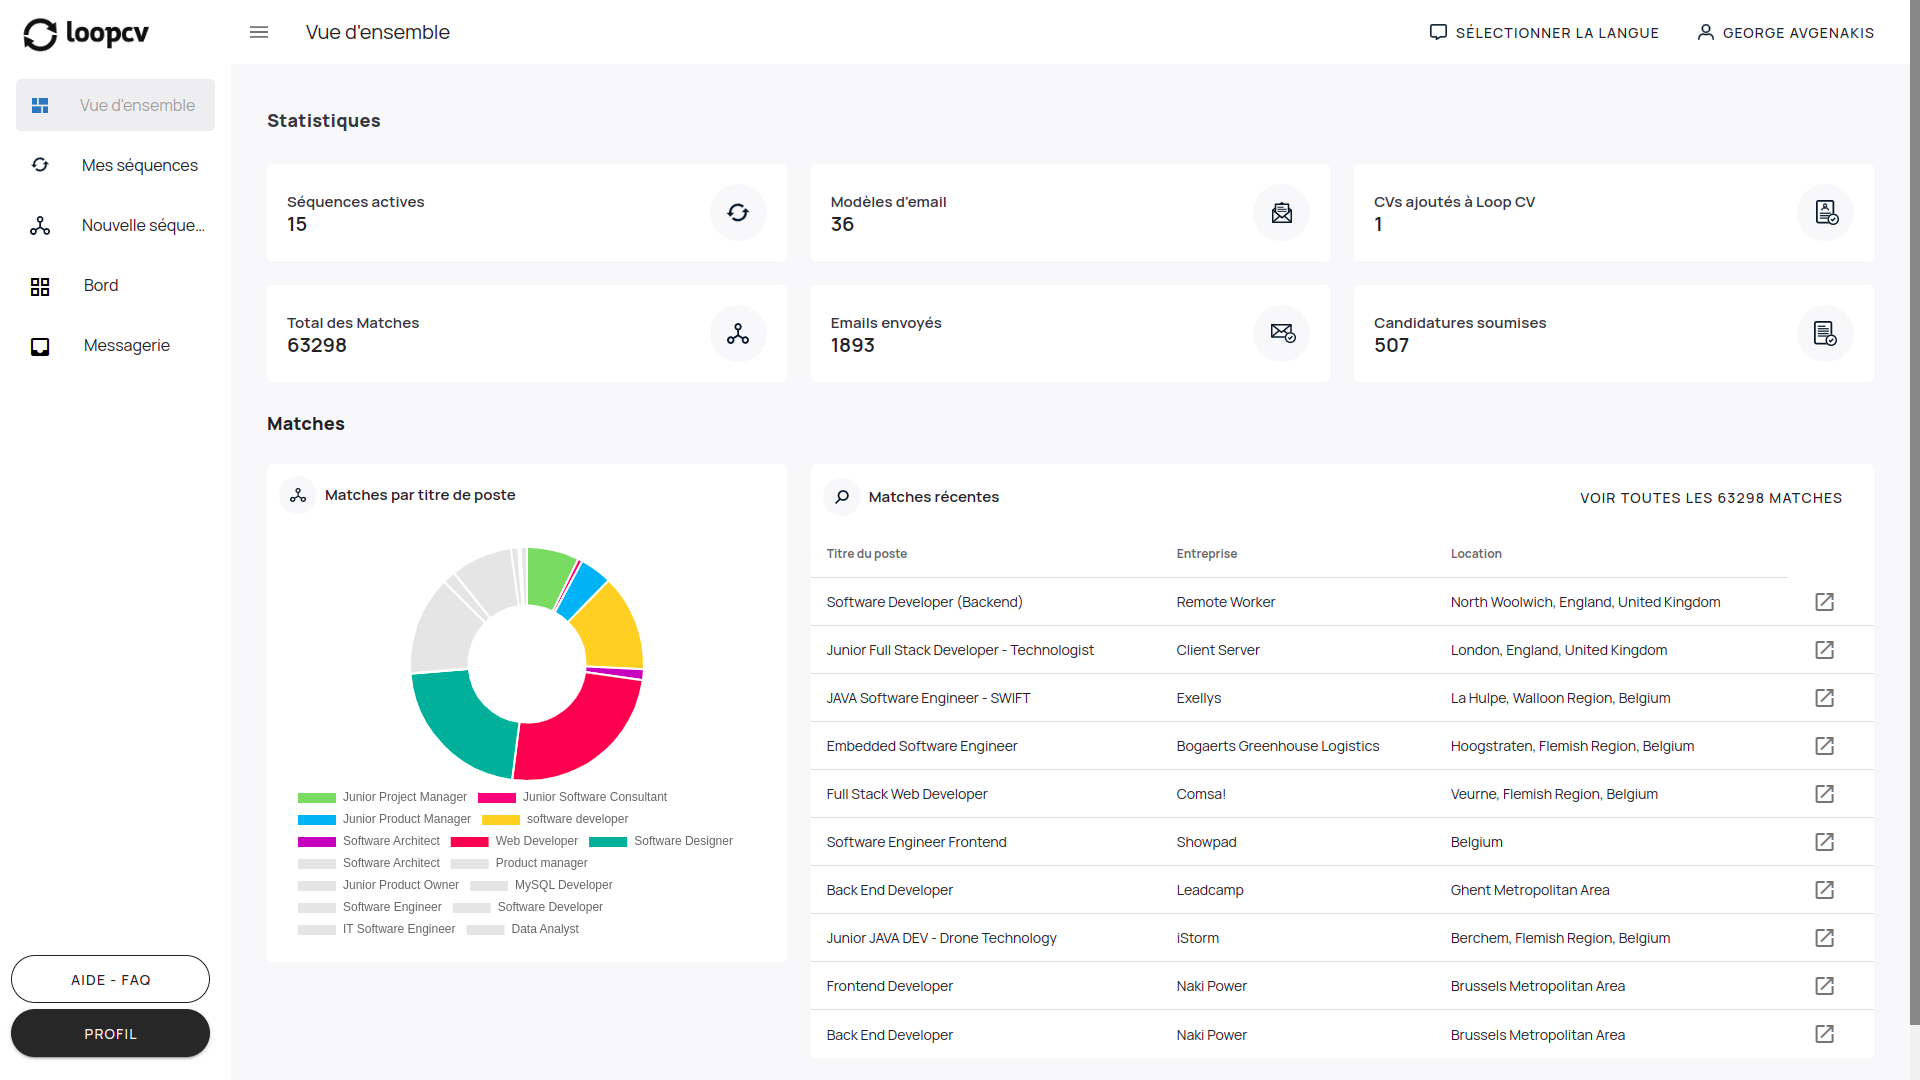 loopcv
Vue d'ensemble
SÉLECTIONNER LA LANGUE
GEORGE AVGENAKIS
Vue d'ensemble
Mes séquences
Nouvelle séque...
Bord
Messagerie
AIDE - FAQ
PROFIL
Statistiques
Séquences actives
15
Modèles d'email
36
CVs ajoutés à Loop CV
1
Total des Matches
63298
Emails envoyés
1893
Candidatures soumises
507
Matches
Matches par titre de poste
Junior Project Manager Junior Software Consultant
Junior Product Manager software developer
Software Architect Web Developer Software Designer
Software Architect Product manager
Junior Product Owner MySQL Developer
Software Engineer Software Developer
IT Software Engineer Data Analyst
Matches récentes
VOIR TOUTES LES 63298 MATCHES
Titre du poste Entreprise Location
Software Developer (Backend) Remote Worker North Woolwich, England, United Kingdom
Junior Full Stack Developer - Technologist Client Server London, England, United Kingdom
JAVA Software Engineer - SWIFT Exellys La Hulpe, Walloon Region, Belgium
Embedded Software Engineer Bogaerts Greenhouse Logistics Hoogstraten, Flemish Region, Belgium
Full Stack Web Developer Comsa! Veurne, Flemish Region, Belgium
Software Engineer Frontend Showpad Belgium
Back End Developer Leadcamp Ghent Metropolitan Area
Junior JAVA DEV - Drone Technology iStorm Berchem, Flemish Region, Belgium
Frontend Developer Naki Power Brussels Metropolitan Area
Back End Developer Naki Power Brussels Metropolitan Area